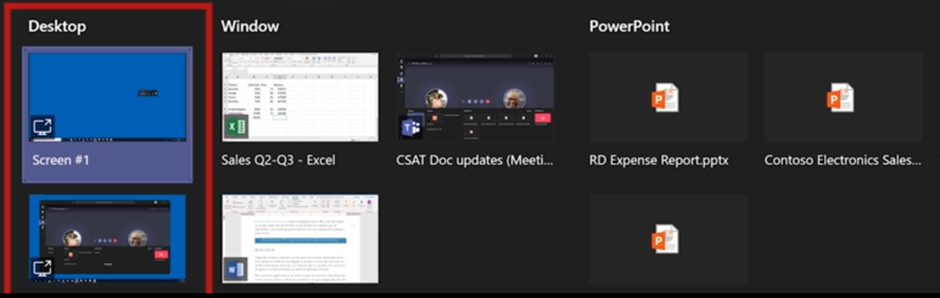 Desktop
Window
PowerPoint
Screen #1
Sales Q2-Q3 - Excel
CSAT Doc updates (Meeti...
RD Expense Report.pptx
Contoso Electronics Sales...